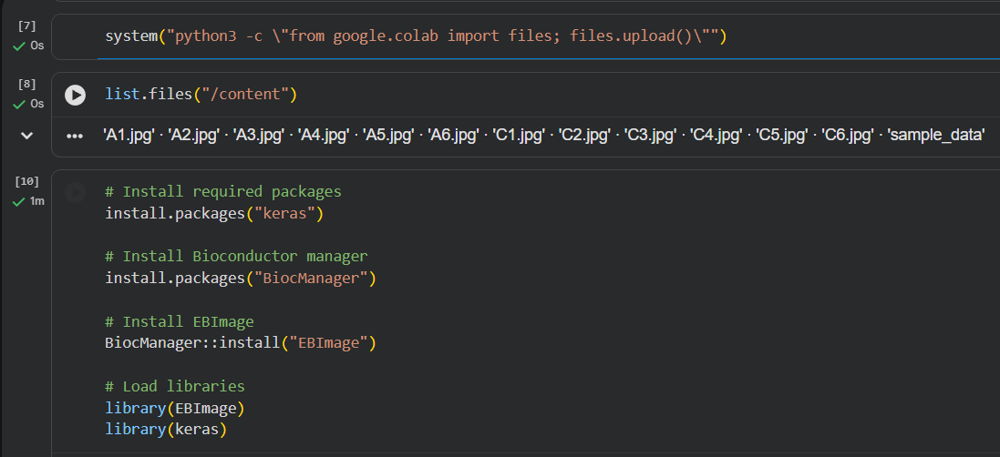 [7]
0s
system("python3 -c \"from google.colab import files; files.upload()\"")
[8]
0s
list.files("/content")
'A1.jpg' · 'A2.jpg' · 'A3.jpg' · 'A4.jpg' · 'A5.jpg' · 'A6.jpg' · 'C1.jpg' · 'C2.jpg' · 'C3.jpg' · 'C4.jpg' · 'C5.jpg' · 'C6.jpg' · 'sample_data'
[10]
1m
# Install required packages
install.packages("keras")
# Install Bioconductor manager
install.packages("BiocManager")
# Install EBImage
BiocManager::install("EBImage")
# Load libraries
library(EBImage)
library(keras)